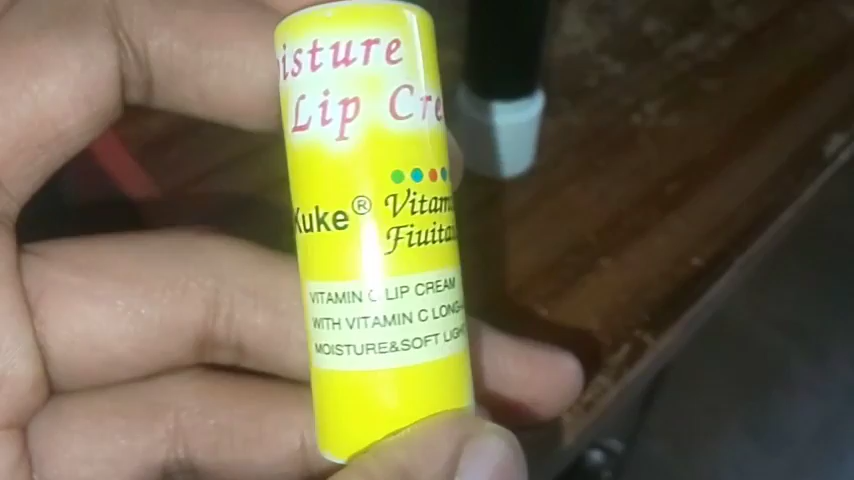 isture
Lip Cre
Kuke®
Vitam
Fiuita
VITAMIN C LIP CREAM
WITH VITAMIN C LONG-
MOISTURE&SOFT LIGH